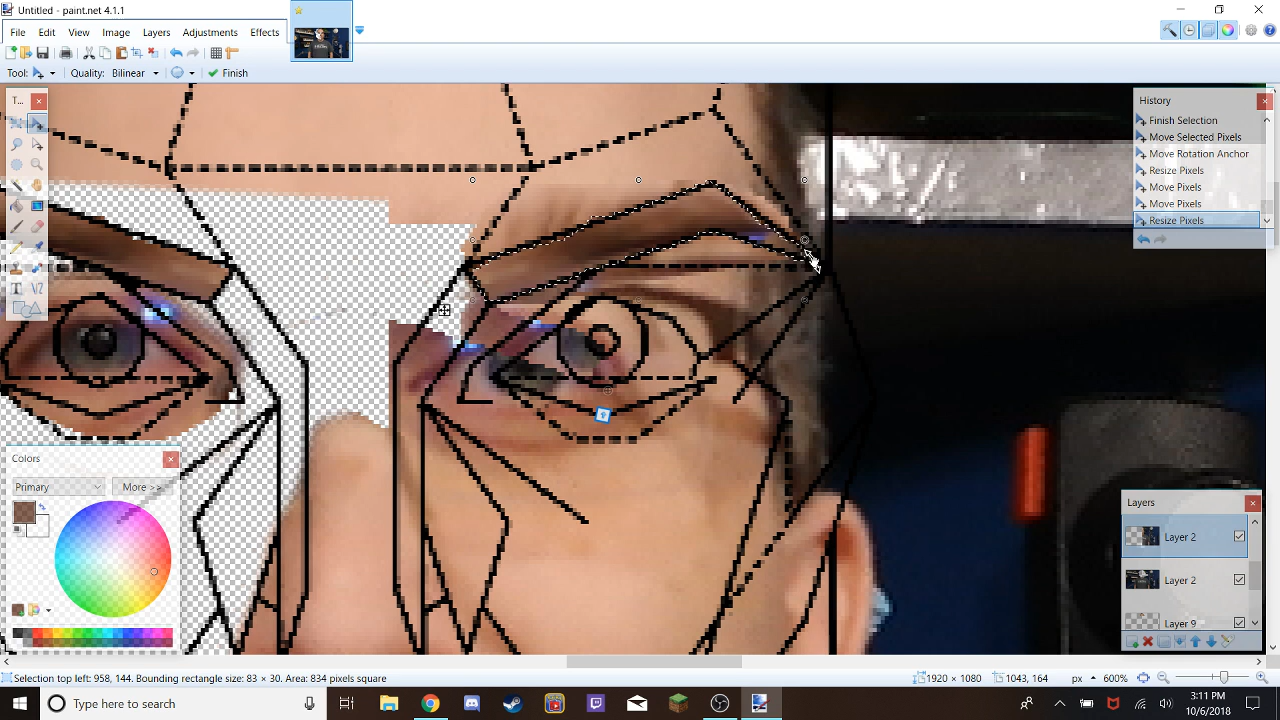 Untitled - paint.net 4.1.1
File Edit View Image Layers Adjustments Effects
Tool: Quality: Bilinear Finish
T...
History
Finish Selection
Move Selected Pixels
Move Rotation Anchor
Resize Pixels
Move Pixels
Move Pixels
Resize Pixels
Colors
Primary More >>
Layers
Layer 2
Layer 2
Layer 9
Selection top left: 958, 144. Bounding rectangle size: 83 × 30. Area: 834 pixels square 1920 × 1080 1043, 164 px 600%
Type here to search
3:11 PM
10/6/2018